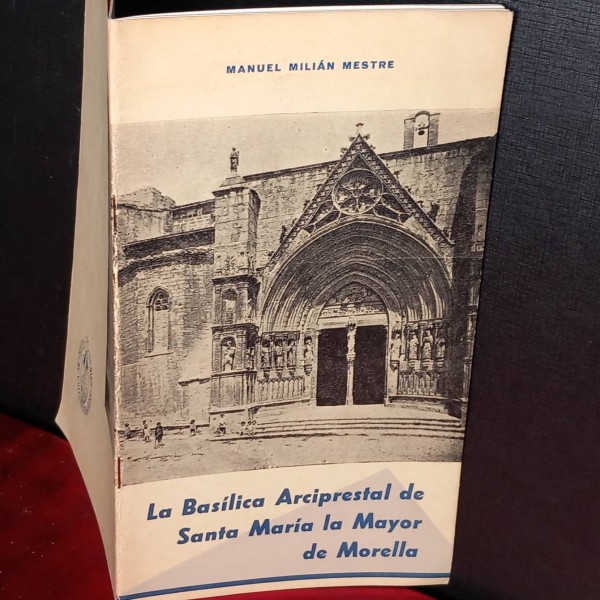 MANUEL MILIÁN MESTRE
La Basílica Arciprestal de
Santa María la Mayor
de Morella